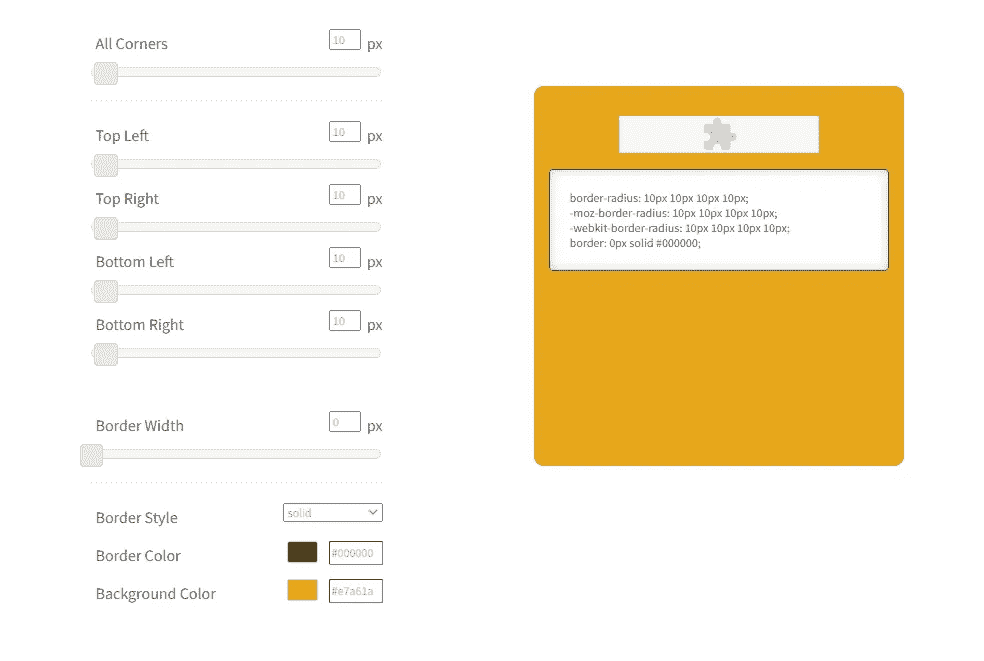 All Corners 10 px
Top Left 10 px
Top Right 10 px
Bottom Left 10 px
Bottom Right 10 px
Border Width 0 px
Border Style solid
Border Color #000000
Background Color #e7a61a
border-radius: 10px 10px 10px 10px;
-moz-border-radius: 10px 10px 10px 10px;
-webkit-border-radius: 10px 10px 10px 10px;
border: 0px solid #000000;